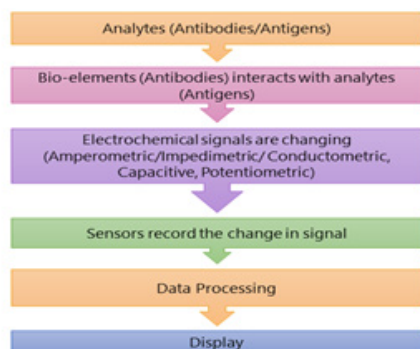 Analytes (Antibodies/Antigens)
Bio-elements (Antibodies) interacts with analytes
(Antigens)
Electrochemical signals are changing
(Amperometric/Impedimetric/ Conductometric,
Capacitive, Potentiometric)
Sensors record the change in signal
Data Processing
Display